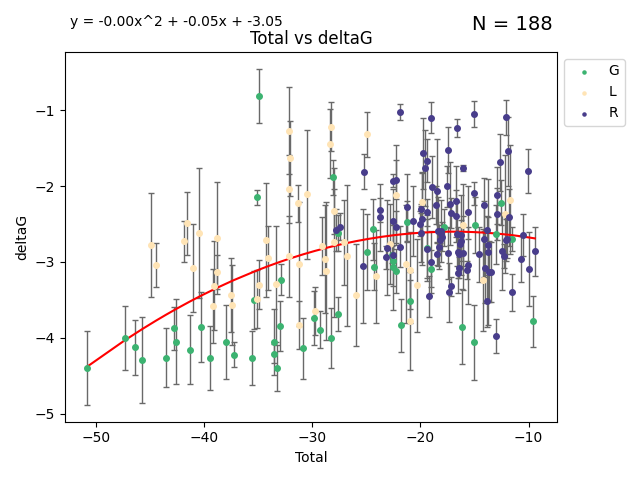 y = -0.00x^2 + -0.05x + -3.05
N = 188
Total vs deltaG
G
L
R
deltaG
−1
−2
−3
−4
−5
−50
−40
−30
−20
−10
Total